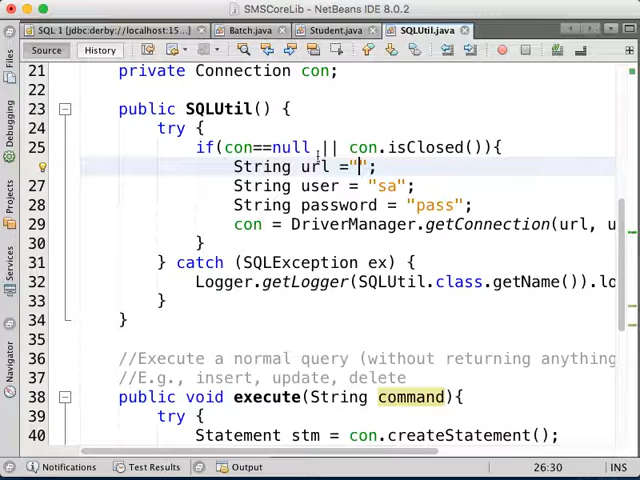 SMSCoreLib - NetBeans IDE 8.0.2
SQL 1 [jdbc:derby://localhost:15... Batch.java Student.java SQLUtil.java
Source History
21 private Connection con;
22
23 public SQLUtil() {
24 try {
25 if(con==null || con.isClosed()){
String url ="";
27 String user = "sa";
28 String password = "pass";
29 con = DriverManager.getConnection(url, u
30 }
31 } catch (SQLException ex) {
32 Logger.getLogger(SQLUtil.class.getName()).lo
33 }
34 }
35
36 //Execute a normal query (without returning anything
37 //E.g., insert, update, delete
38 public void execute(String command){
39 try {
40 Statement stm = con.createStatement();
Files
Debugging
Services
Navigator
Notifications Test Results Output 26:30 INS